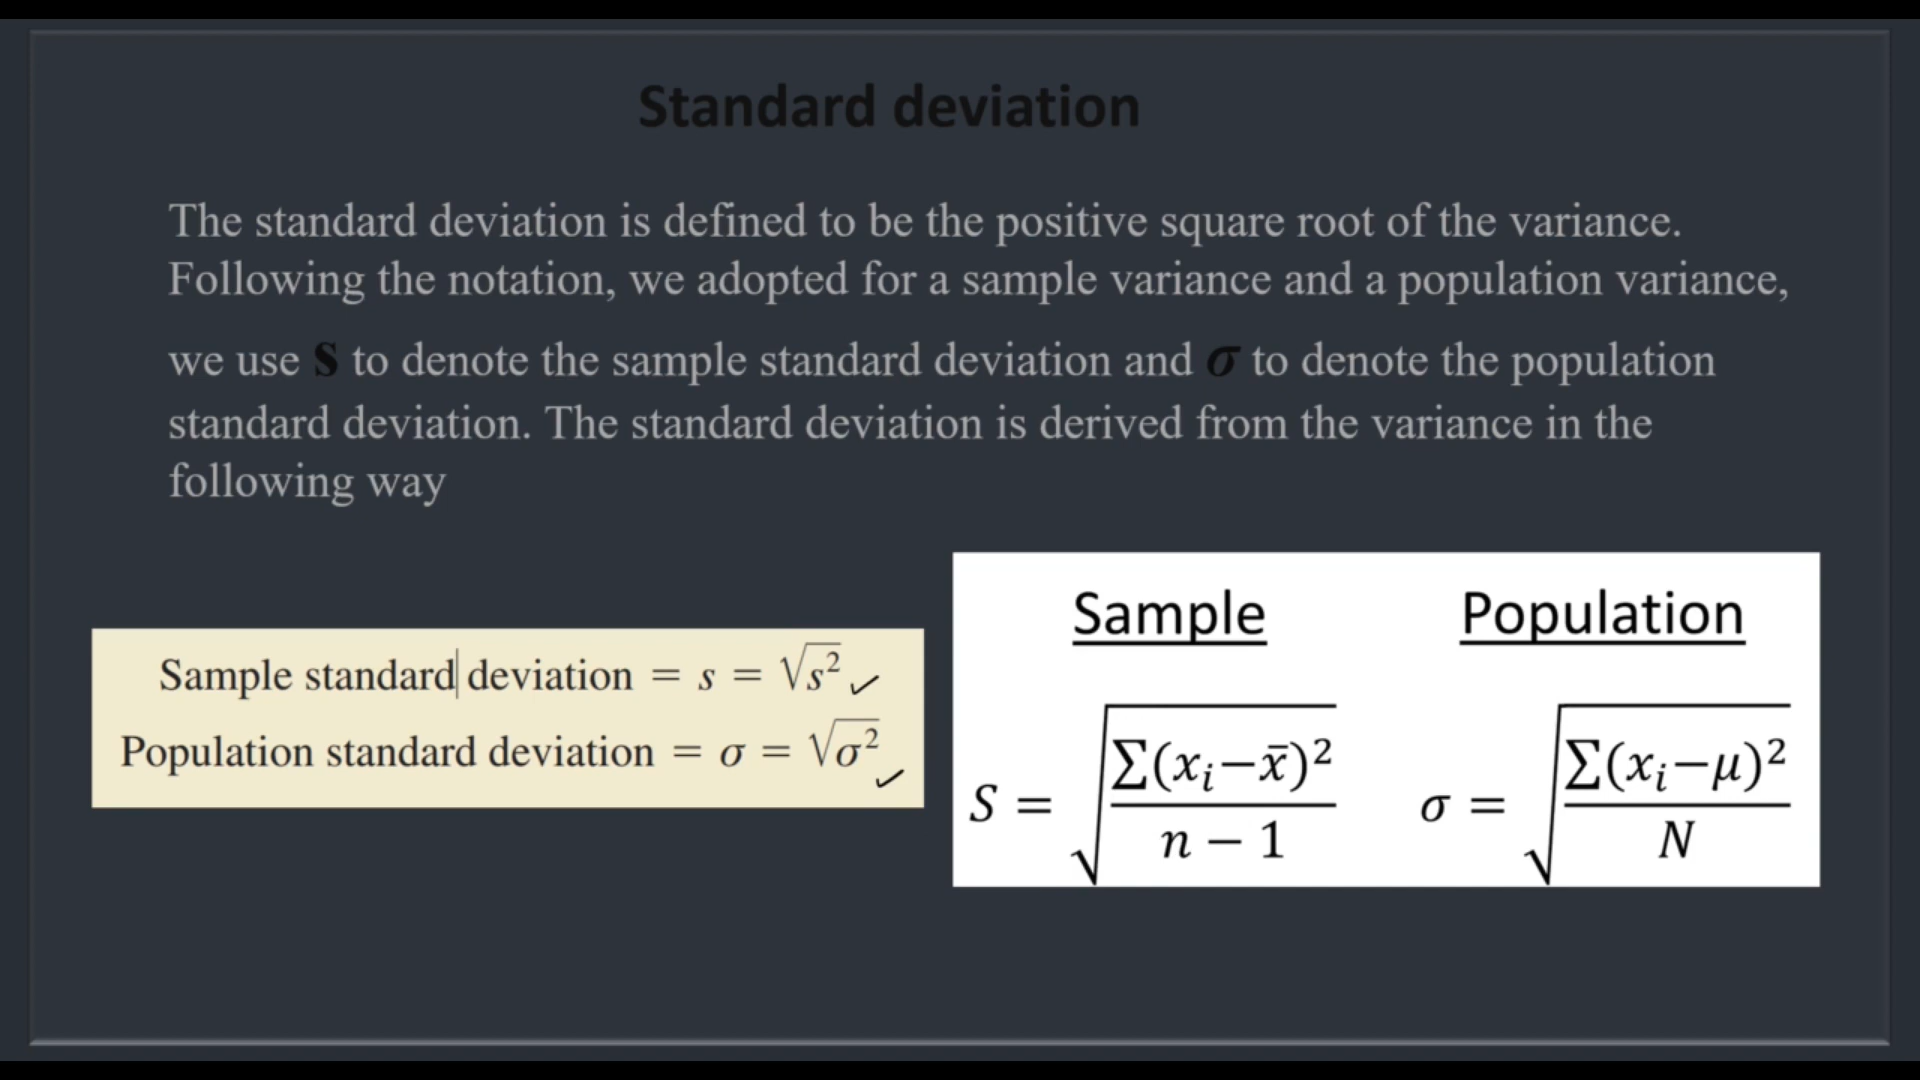 Standard deviation
The standard deviation is defined to be the positive square root of the variance.
Following the notation, we adopted for a sample variance and a population variance,
we use S to denote the sample standard deviation and σ to denote the population
standard deviation. The standard deviation is derived from the variance in the
following way
Sample standard deviation = s = √s²
Population standard deviation = σ = √σ²
Sample Population
S = √(∑(xᵢ−x̄)² / n − 1)
σ = √(∑(xᵢ−μ)² / N)